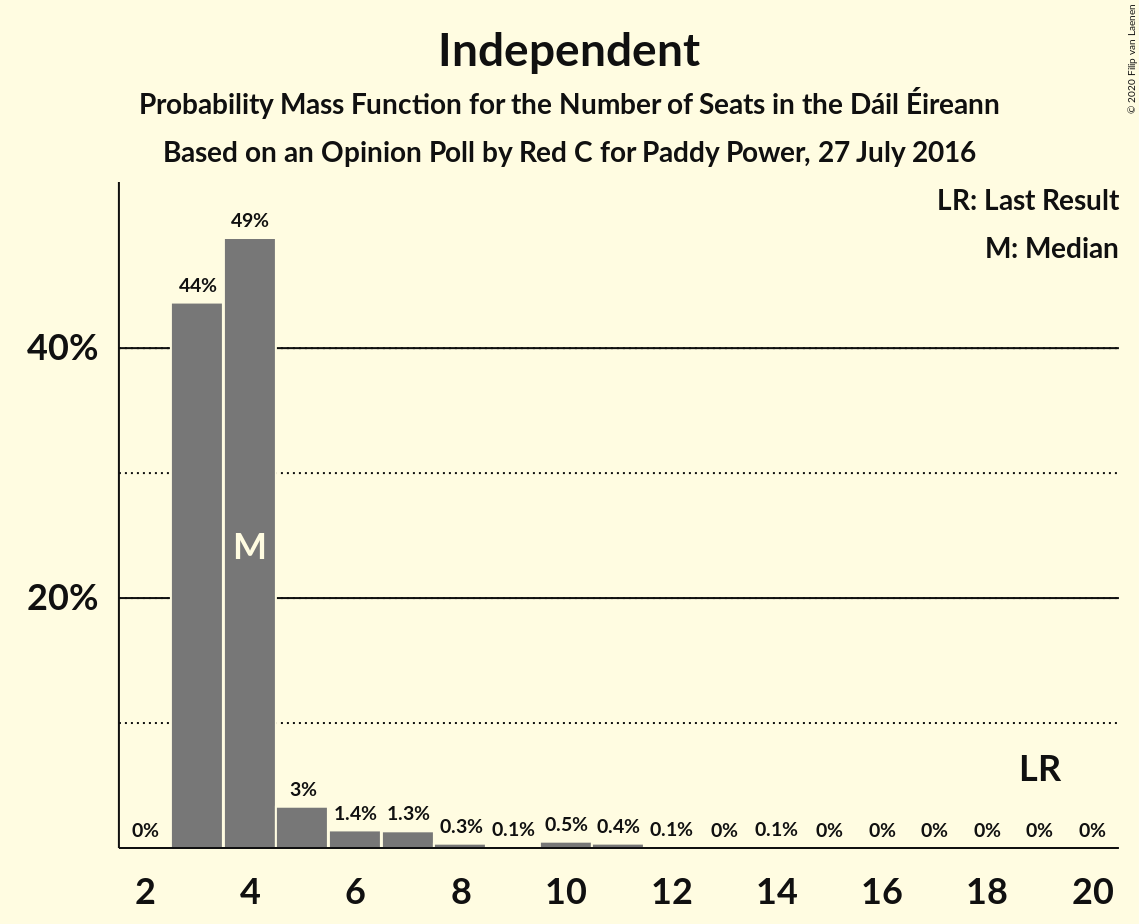 Independent
Probability Mass Function for the Number of Seats in the Dáil Éireann
Based on an Opinion Poll by Red C for Paddy Power, 27 July 2016
© 2020 Filip van Laenen
LR: Last Result
M: Median
49%
44%
40%
M
20%
LR
3%
1.4%
1.3%
0%
0.3%
0.1%
0.5%
0.4%
0.1%
0%
0.1%
0%
0%
0%
0%
0%
0%
2 4 6 8 10 12 14 16 18 20